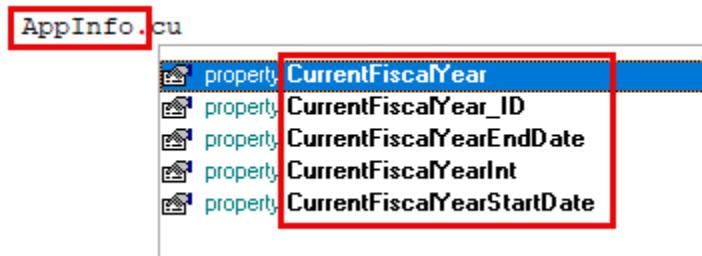 AppInfo.cu
property CurrentFiscalYear
property CurrentFiscalYear_ID
property CurrentFiscalYearEndDate
property CurrentFiscalYearInt
property CurrentFiscalYearStartDate